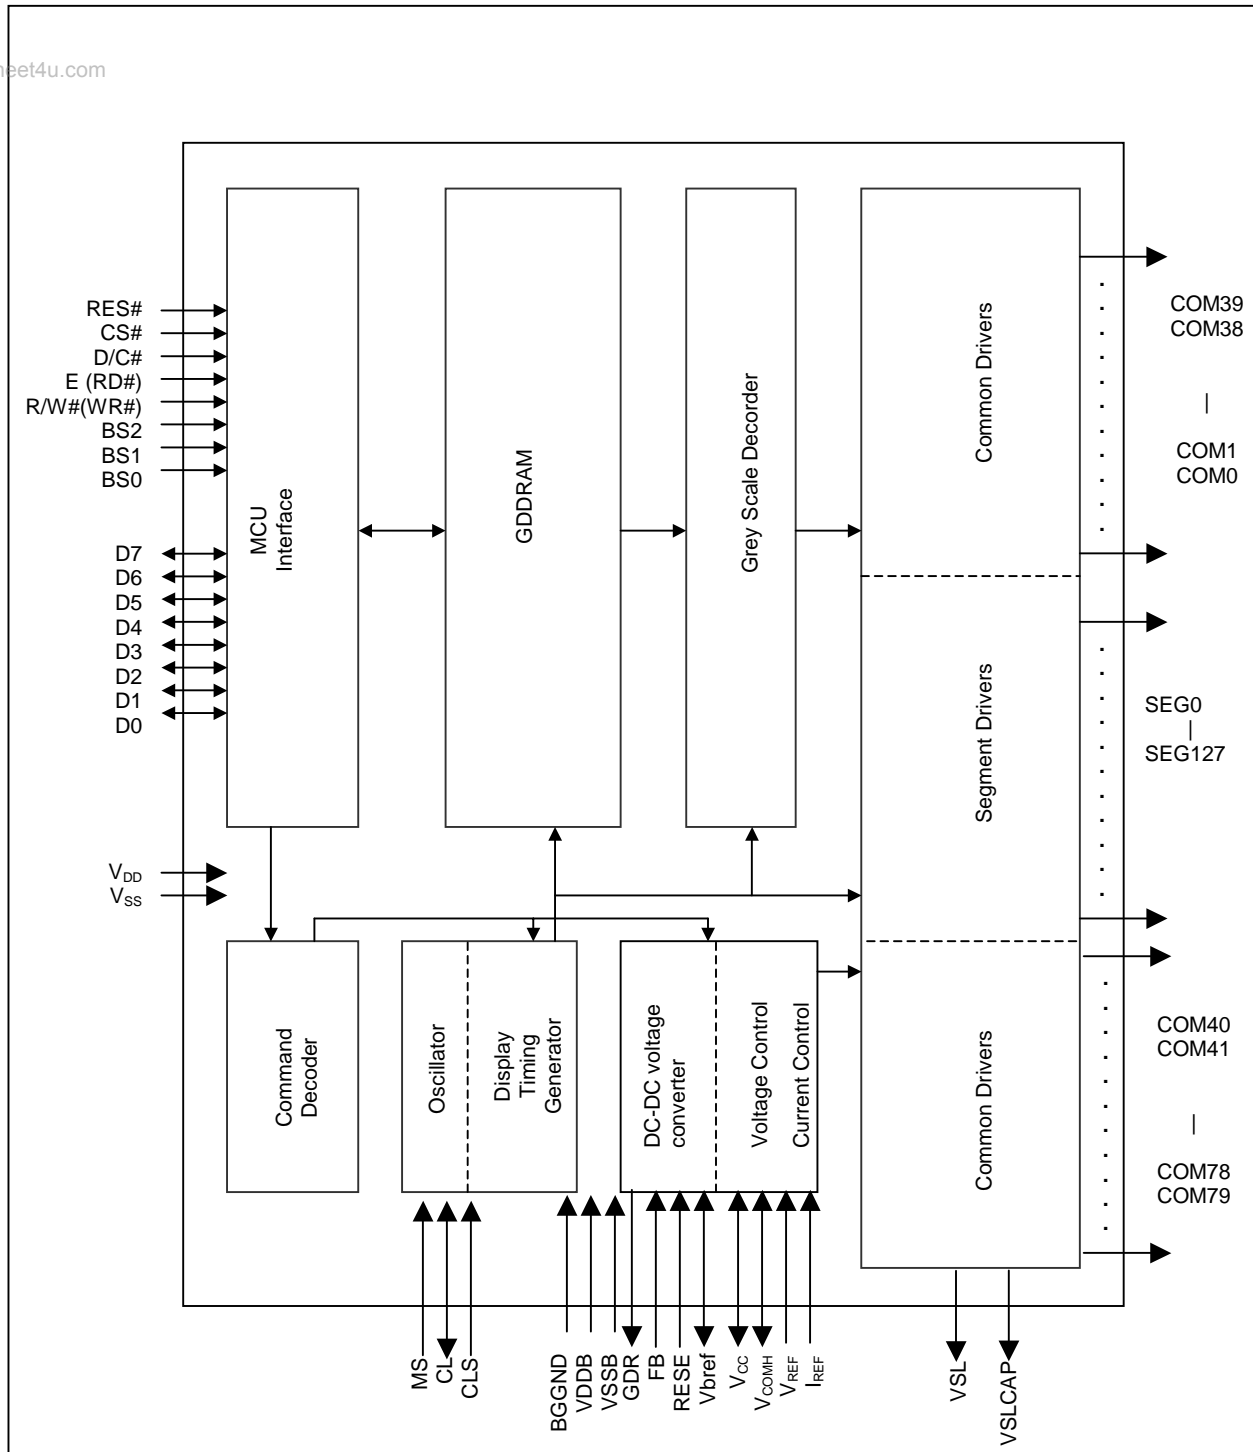 eet4u.com
RES#
CS#
D/C#
E (RD#)
R/W#(WR#)
BS2
BS1
BS0
D7
D6
D5
D4
D3
D2
D1
D0
VDD
VSS
MCU
Interface
GDDRAM
Grey Scale Decorder
Common Drivers
Segment Drivers
Common Drivers
COM39
COM38
|
COM1
COM0
SEG0
|
SEG127
COM40
COM41
|
COM78
COM79
Command
Decoder
Oscillator
Display
Timing
Generator
DC-DC voltage
converter
Voltage Control
Current Control
MS
CL
CLS
BGGND
VDDB
VSSB
GDR
FB
RESE
Vbref
VCC
VCOMH
VREF
IREF
VSL
VSLCAP